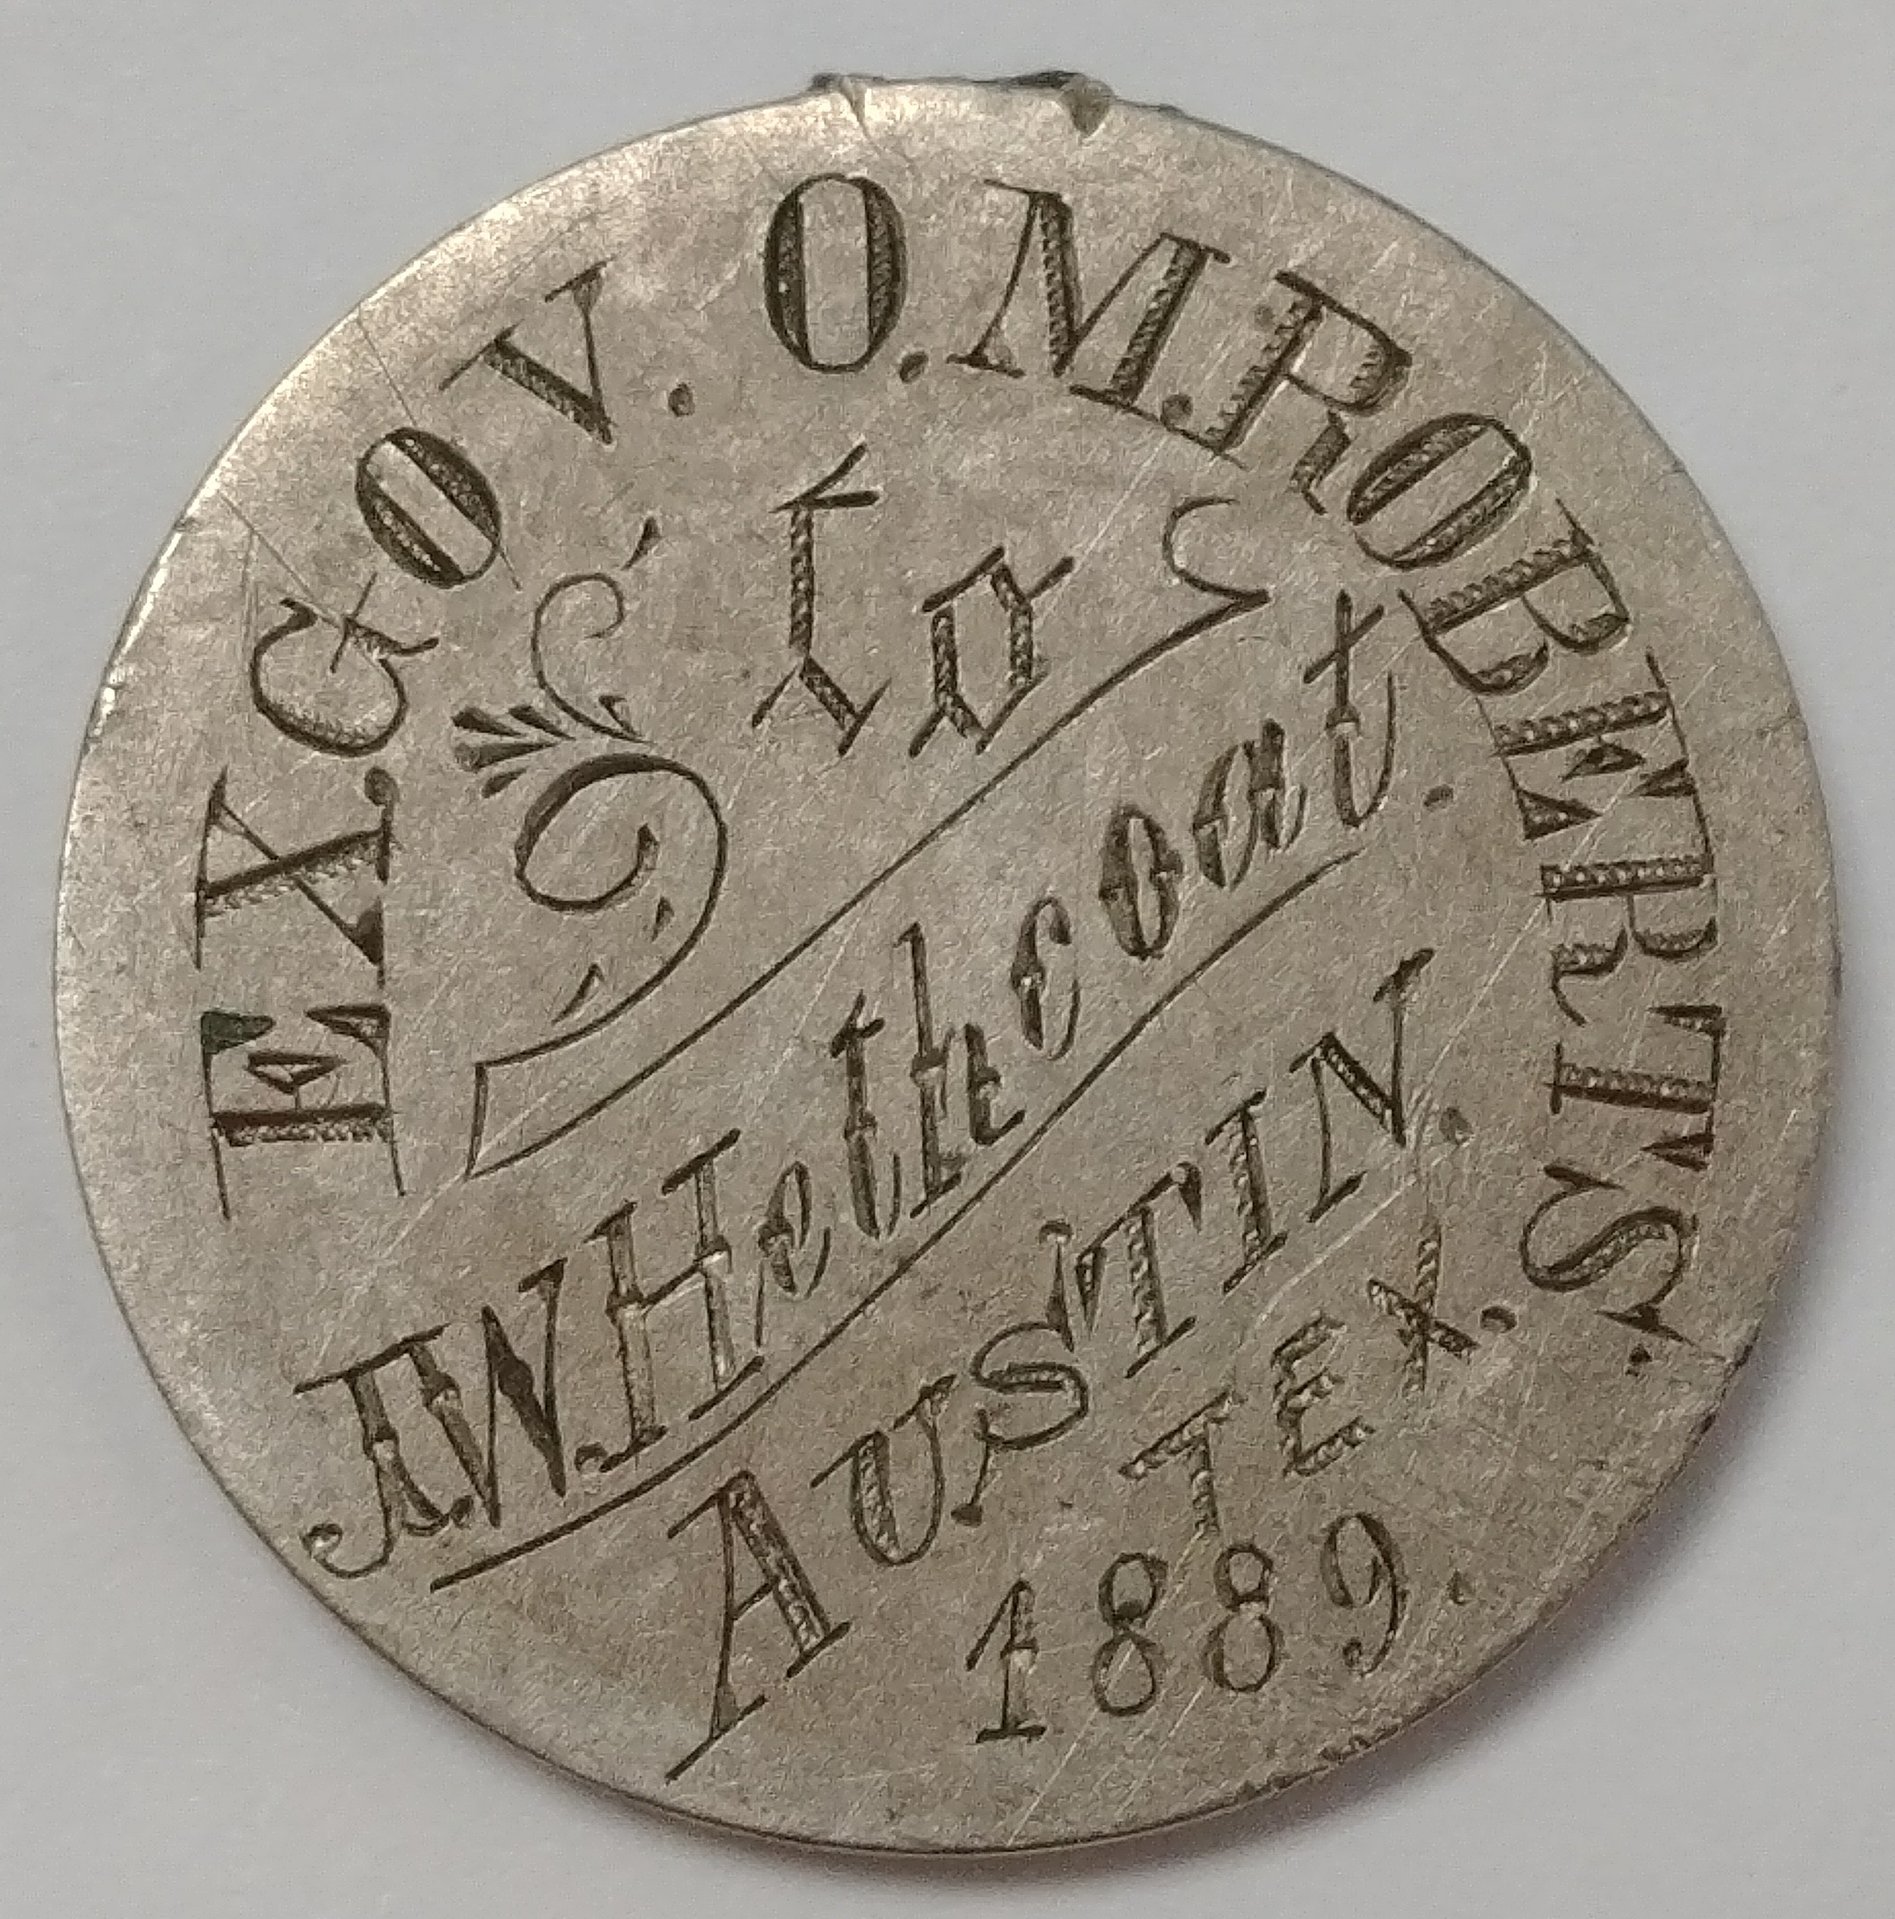 EX. GOV. O. M. ROBERTS.
to
J.W. Hethcoat.
AUSTIN.
TEX.
1889.